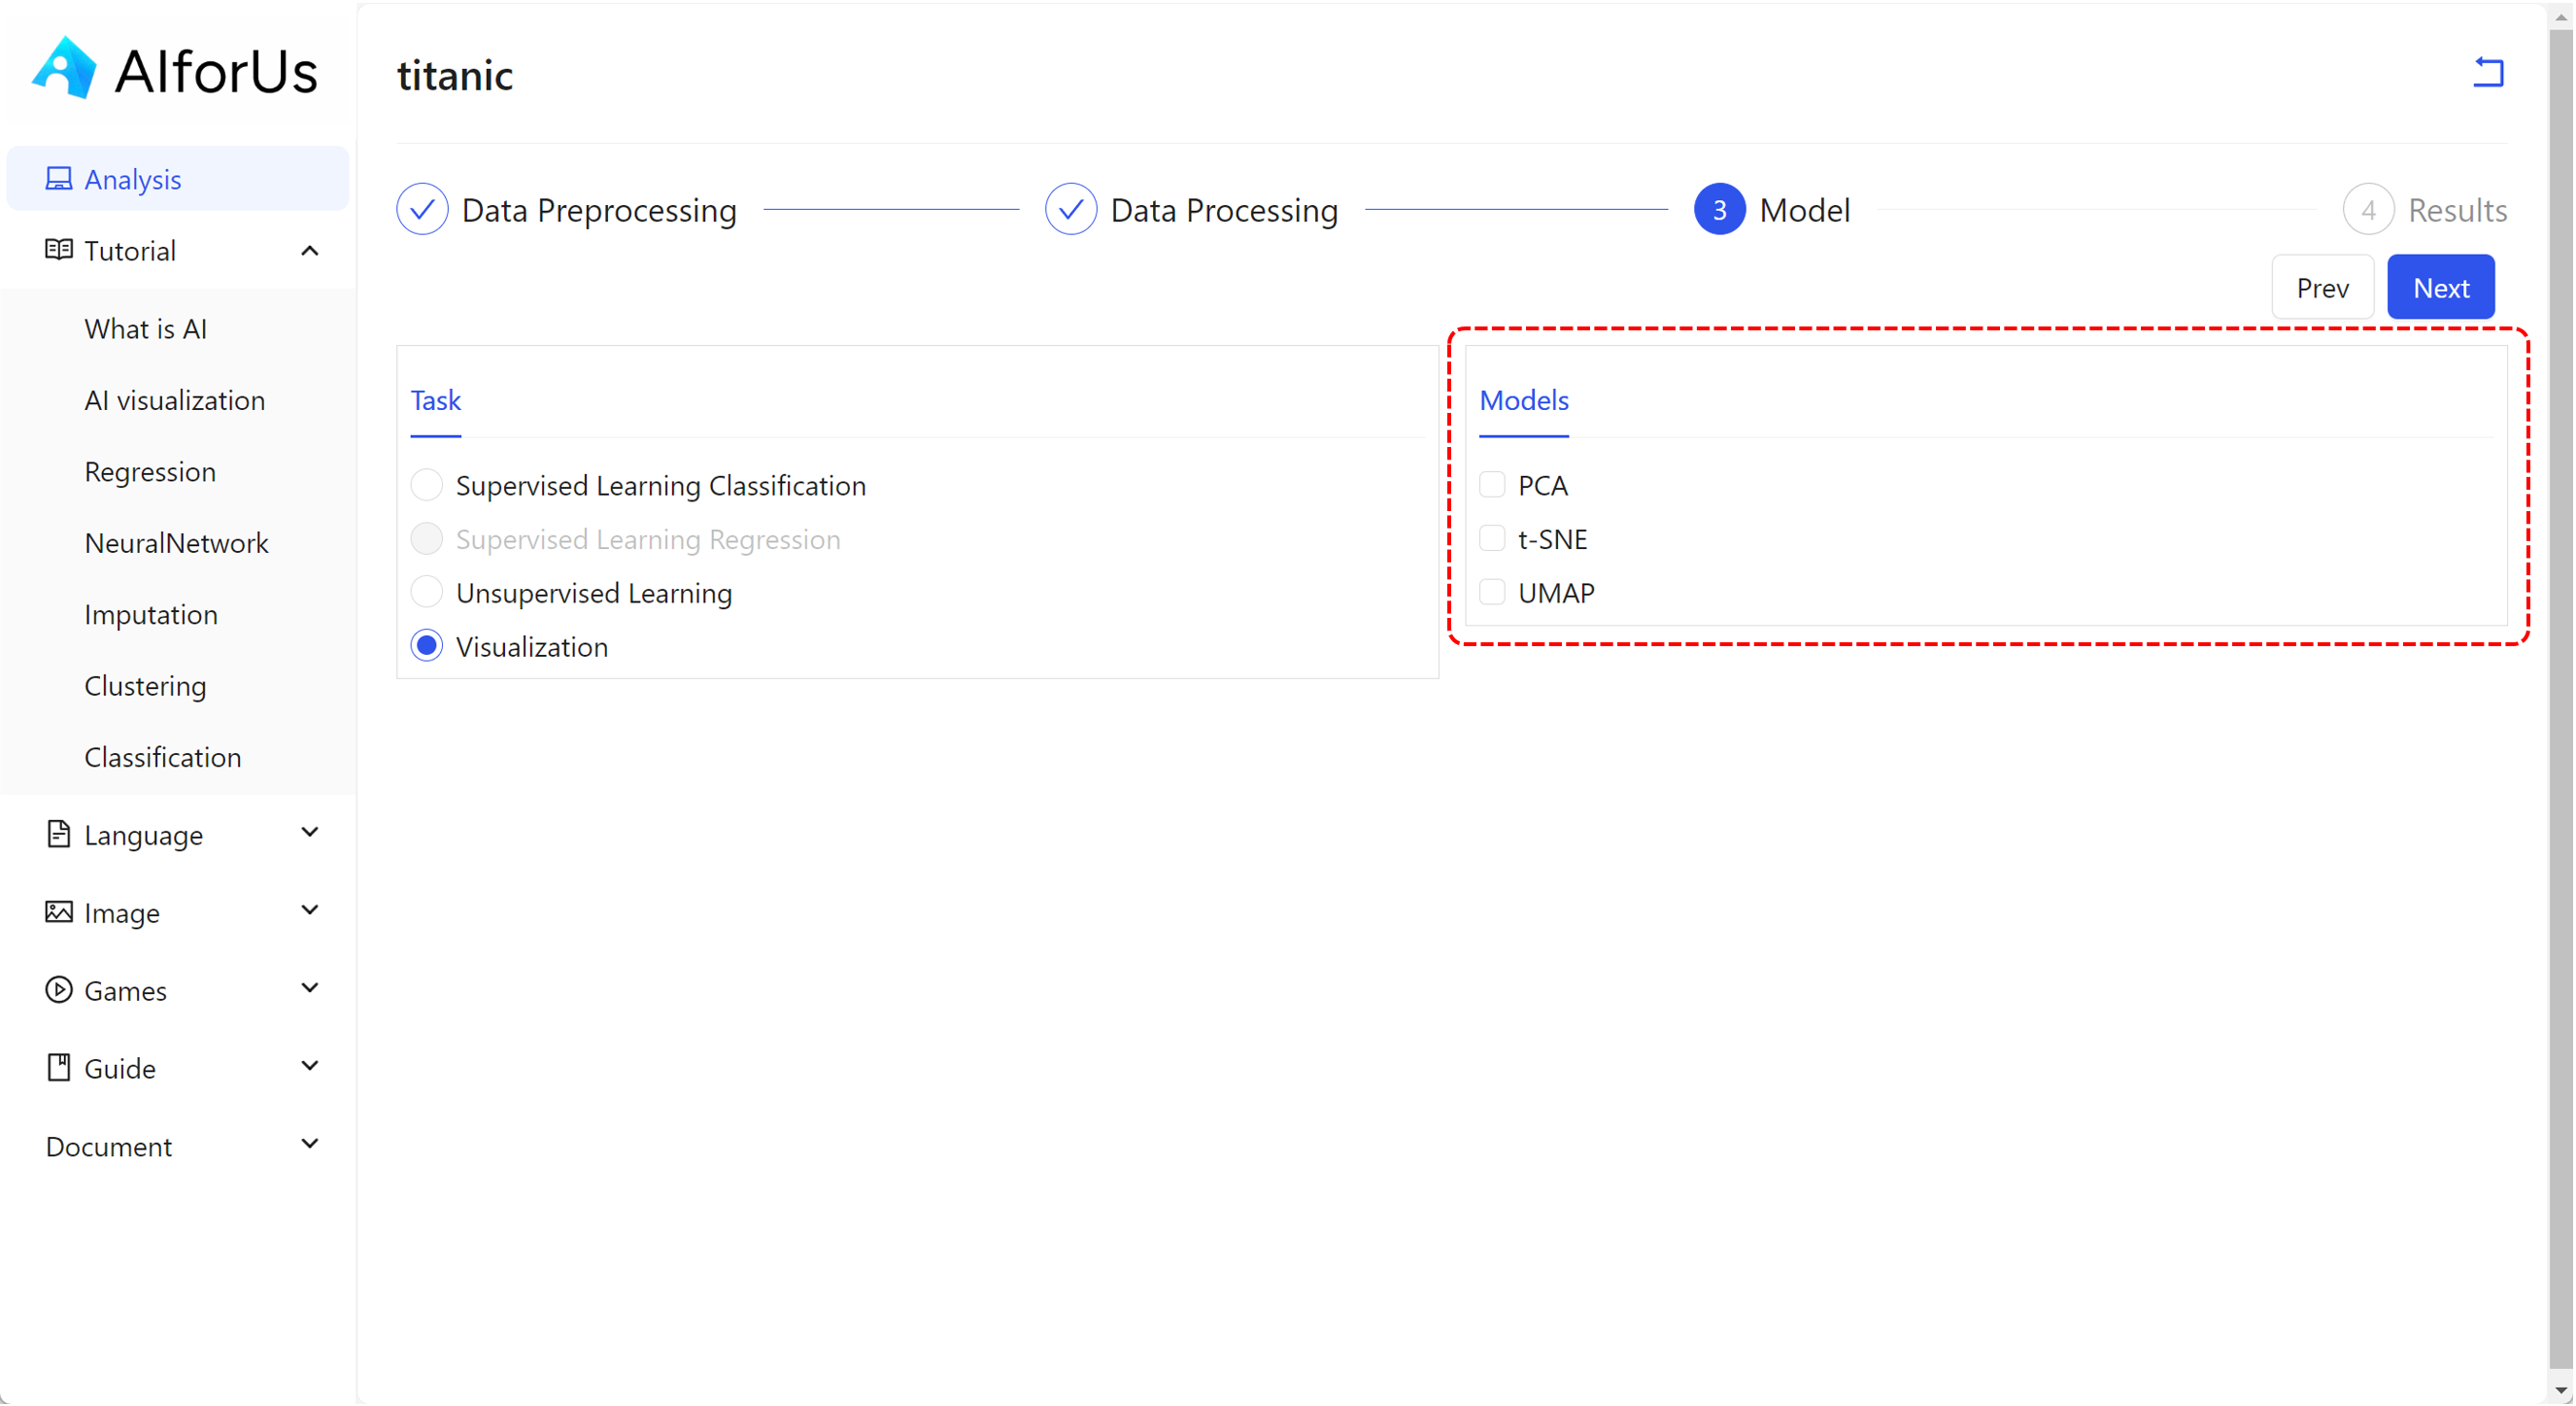 AIforUs
Analysis
Tutorial
What is AI
AI visualization
Regression
NeuralNetwork
Imputation
Clustering
Classification
Language
Image
Games
Guide
Document
titanic
Data Preprocessing
Data Processing
3 Model
4 Results
Prev
Next
Task
Supervised Learning Classification
Supervised Learning Regression
Unsupervised Learning
Visualization
Models
PCA
t-SNE
UMAP